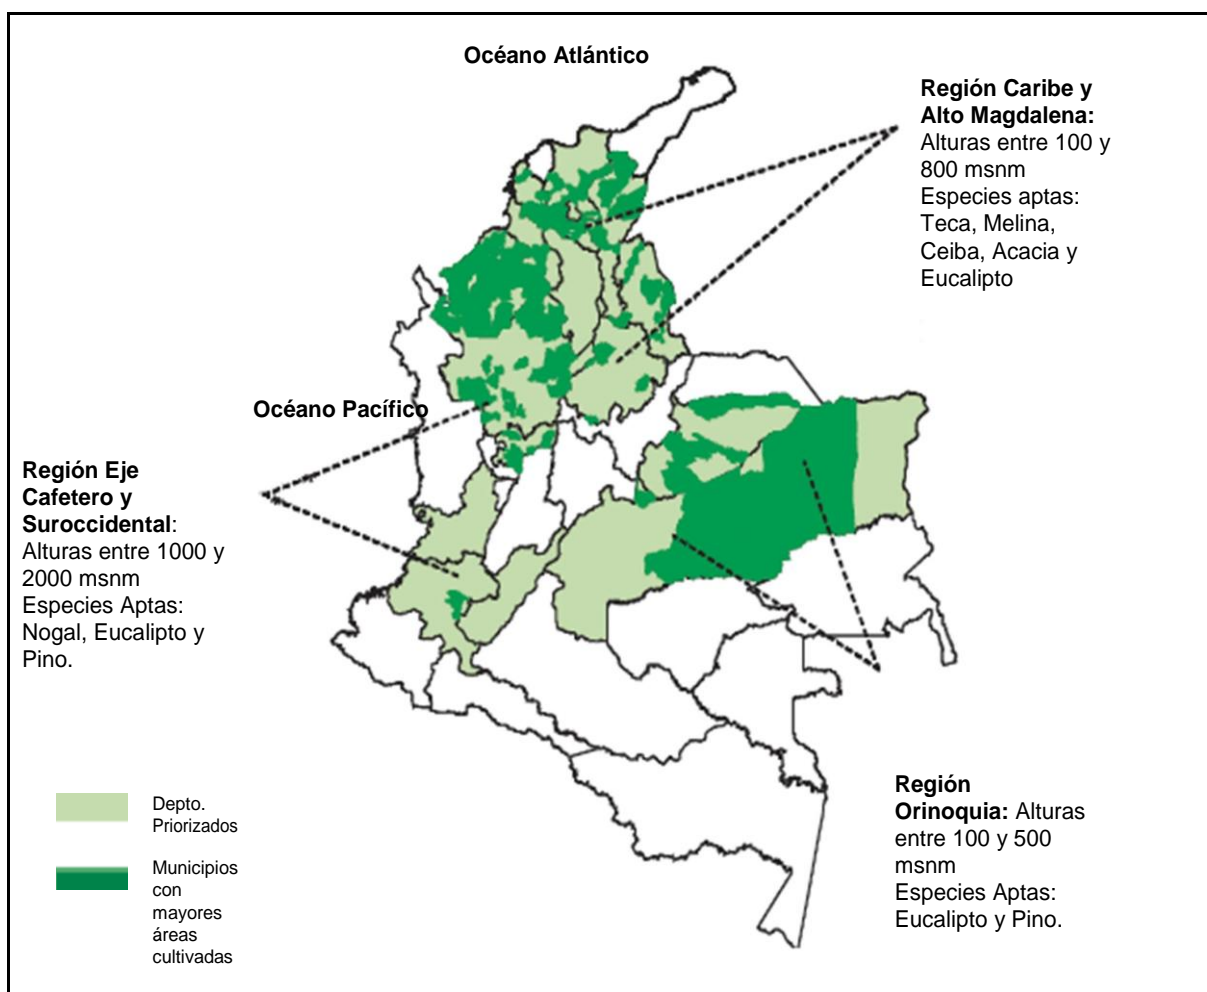 Océano Atlántico
Región Caribe y
Alto Magdalena:
Alturas entre 100 y
800 msnm
Especies aptas:
Teca, Melina,
Ceiba, Acacia y
Eucalipto
Océano Pacífico
Región Eje
Cafetero y
Suroccidental:
Alturas entre 1000 y
2000 msnm
Especies Aptas:
Nogal, Eucalipto y
Pino.
Depto.
Priorizados
Municipios
con
mayores
áreas
cultivadas
Región
Orinoquia: Alturas
entre 100 y 500
msnm
Especies Aptas:
Eucalipto y Pino.